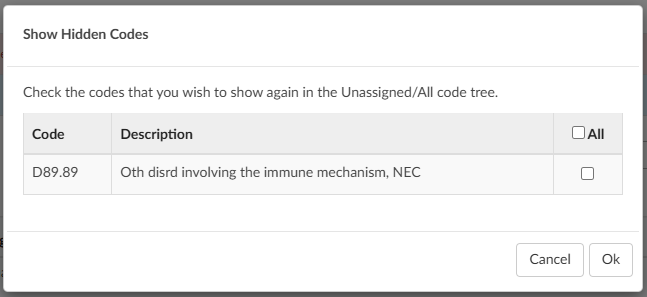 Show Hidden Codes
Check the codes that you wish to show again in the Unassigned/All code tree.
Code Description All
D89.89 Oth disrd involving the immune mechanism, NEC
Cancel Ok